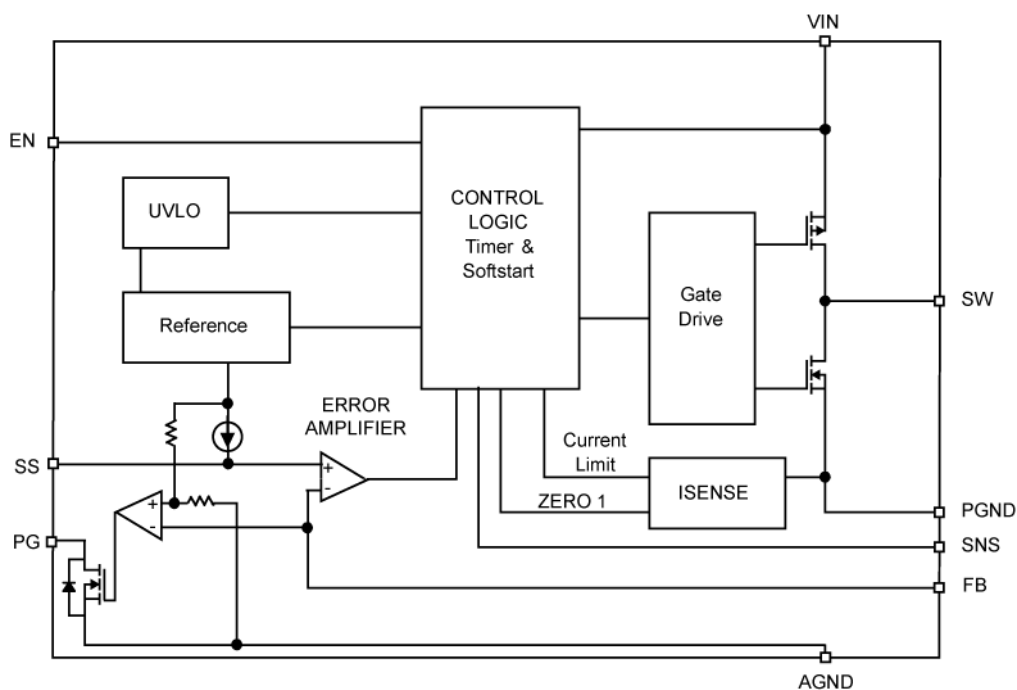 VIN
EN
CONTROL
LOGIC
Timer &
Softstart
UVLO
Gate
Drive
SW
Reference
ERROR
AMPLIFIER
Current
Limit
SS
+
-
ISENSE
ZERO 1
PGND
+
-
PG
SNS
FB
AGND